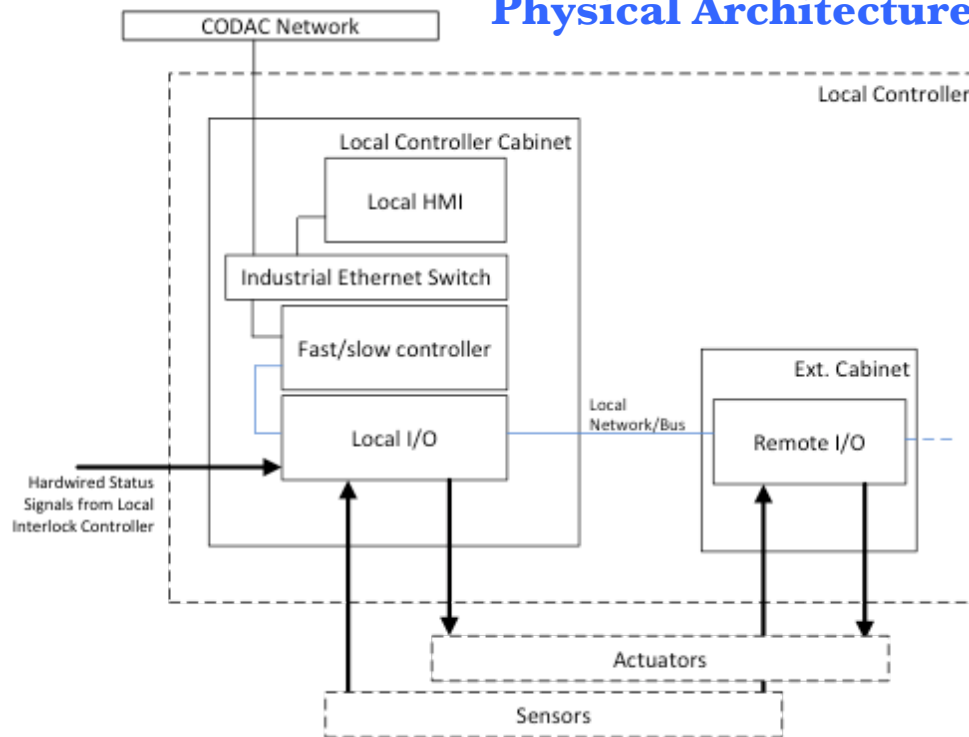 Physical Architecture
CODAC Network
Local Controller
Local Controller Cabinet
Local HMI
Industrial Ethernet Switch
Fast/slow controller
Ext. Cabinet
Local
Network/Bus
Local I/O
Remote I/O
Hardwired Status
Signals from Local
Interlock Controller
Actuators
Sensors